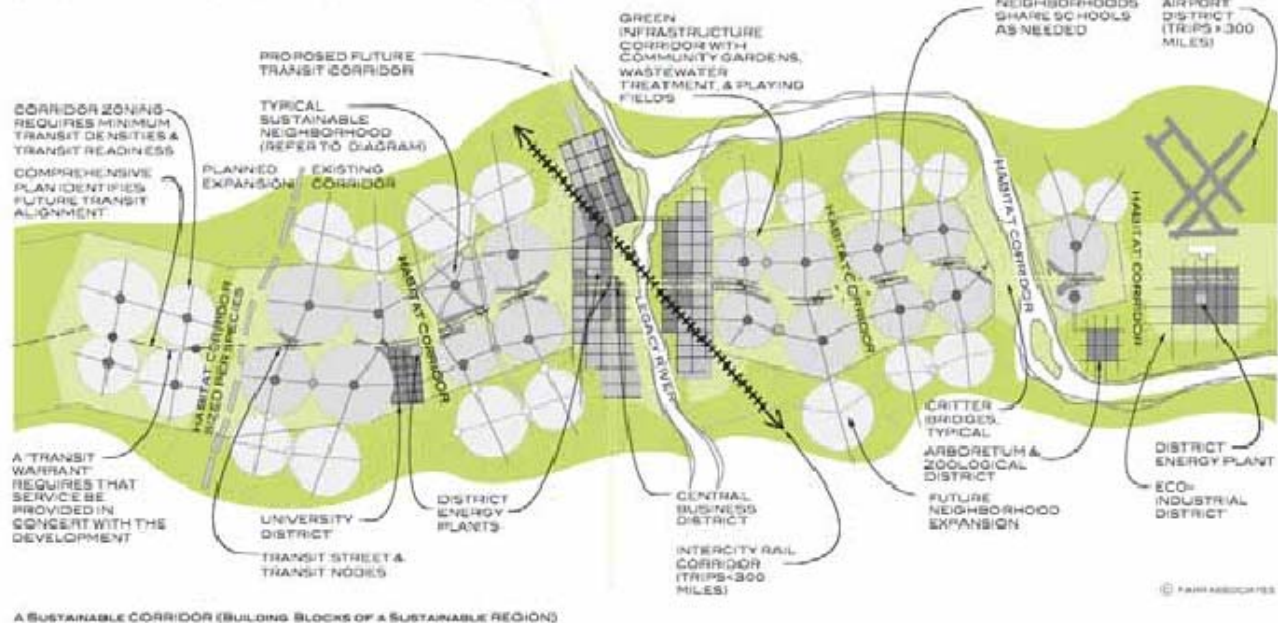 NEIGHBORHOODS
SHARE SCHOOLS
AS NEEDED
AIRPORT
DISTRICT
(TRIPS>300
MILES)
GREEN
INFRASTRUCTURE
CORRIDOR WITH
COMMUNITY GARDENS,
WASTEWATER
TREATMENT, & PLAYING
FIELDS
PROPOSED FUTURE
TRANSIT CORRIDOR
TYPICAL
SUSTAINABLE
NEIGHBORHOOD
(REFER TO DIAGRAM)
CORRIDOR ZONING
REQUIRES MINIMUM
TRANSIT DENSITIES &
TRANSIT READINESS
COMPREHENSIVE
PLAN IDENTIFIES
FUTURE TRANSIT
ALIGNMENT
PLANNED
EXPANSION
EXISTING
CORRIDOR
HABITAT CORRIDOR
SIZED PER SPECIES
HABITAT CORRIDOR
LEGACY RIVER
HABITAT CORRIDOR
HABITAT CORRIDOR
HABITAT CORRIDOR
A "TRANSIT
WARRANT"
REQUIRES THAT
SERVICE BE
PROVIDED IN
CONCERT WITH THE
DEVELOPMENT
UNIVERSITY
DISTRICT
TRANSIT STREET &
TRANSIT NODES
DISTRICT
ENERGY
PLANTS
CENTRAL
BUSINESS
DISTRICT
INTERCITY RAIL
CORRIDOR
(TRIPS<300
MILES)
CRITTER
BRIDGES,
TYPICAL
ARBORETUM &
ZOOLOGICAL
DISTRICT
FUTURE
NEIGHBORHOOD
EXPANSION
DISTRICT
ENERGY PLANT
ECO-
INDUSTRIAL
DISTRICT
© FARR ASSOCIATES
A SUSTAINABLE CORRIDOR (BUILDING BLOCKS OF A SUSTAINABLE REGION)